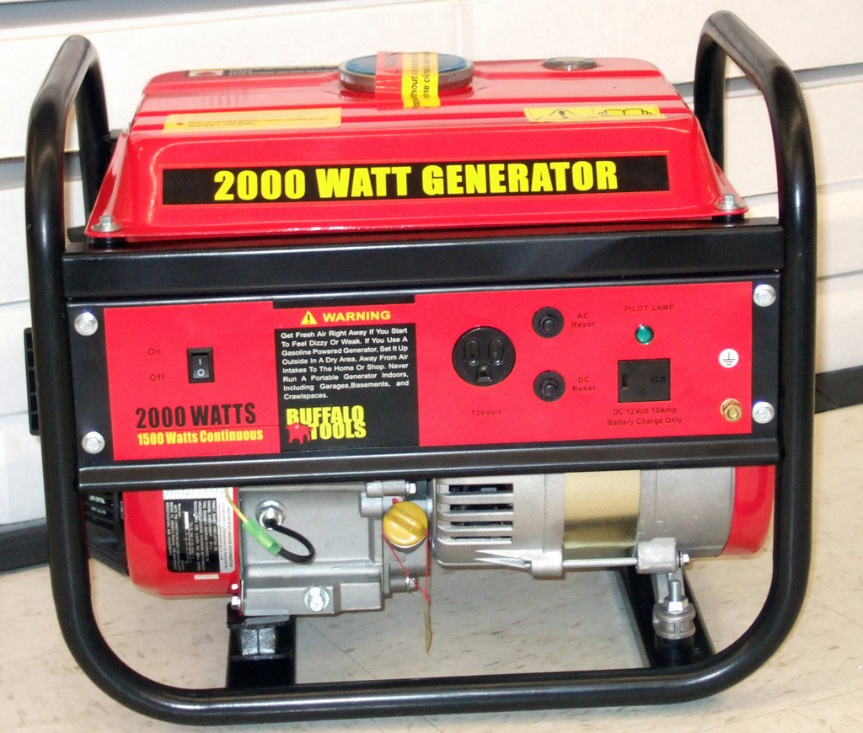 2000 WATT GENERATOR
On
Off
2000 WATTS
1500 Watts Continuous
WARNING
Get Fresh Air Right Away If You Start
To Feel Dizzy Or Weak. If You Use A
Gasoline Powered Generator, Set It Up
Outside In A Dry Area, Away From Air
Intakes To The Home Or Shop. Never
Run A Portable Generator Indoors,
Including Garages,Basements, and
Crawlspaces.
BUFFALO
TOOLS
120Volt
AC
Reset
DC
Reset
PILOT LAMP
DC 12Volt 10Amp
Battery Charge Only